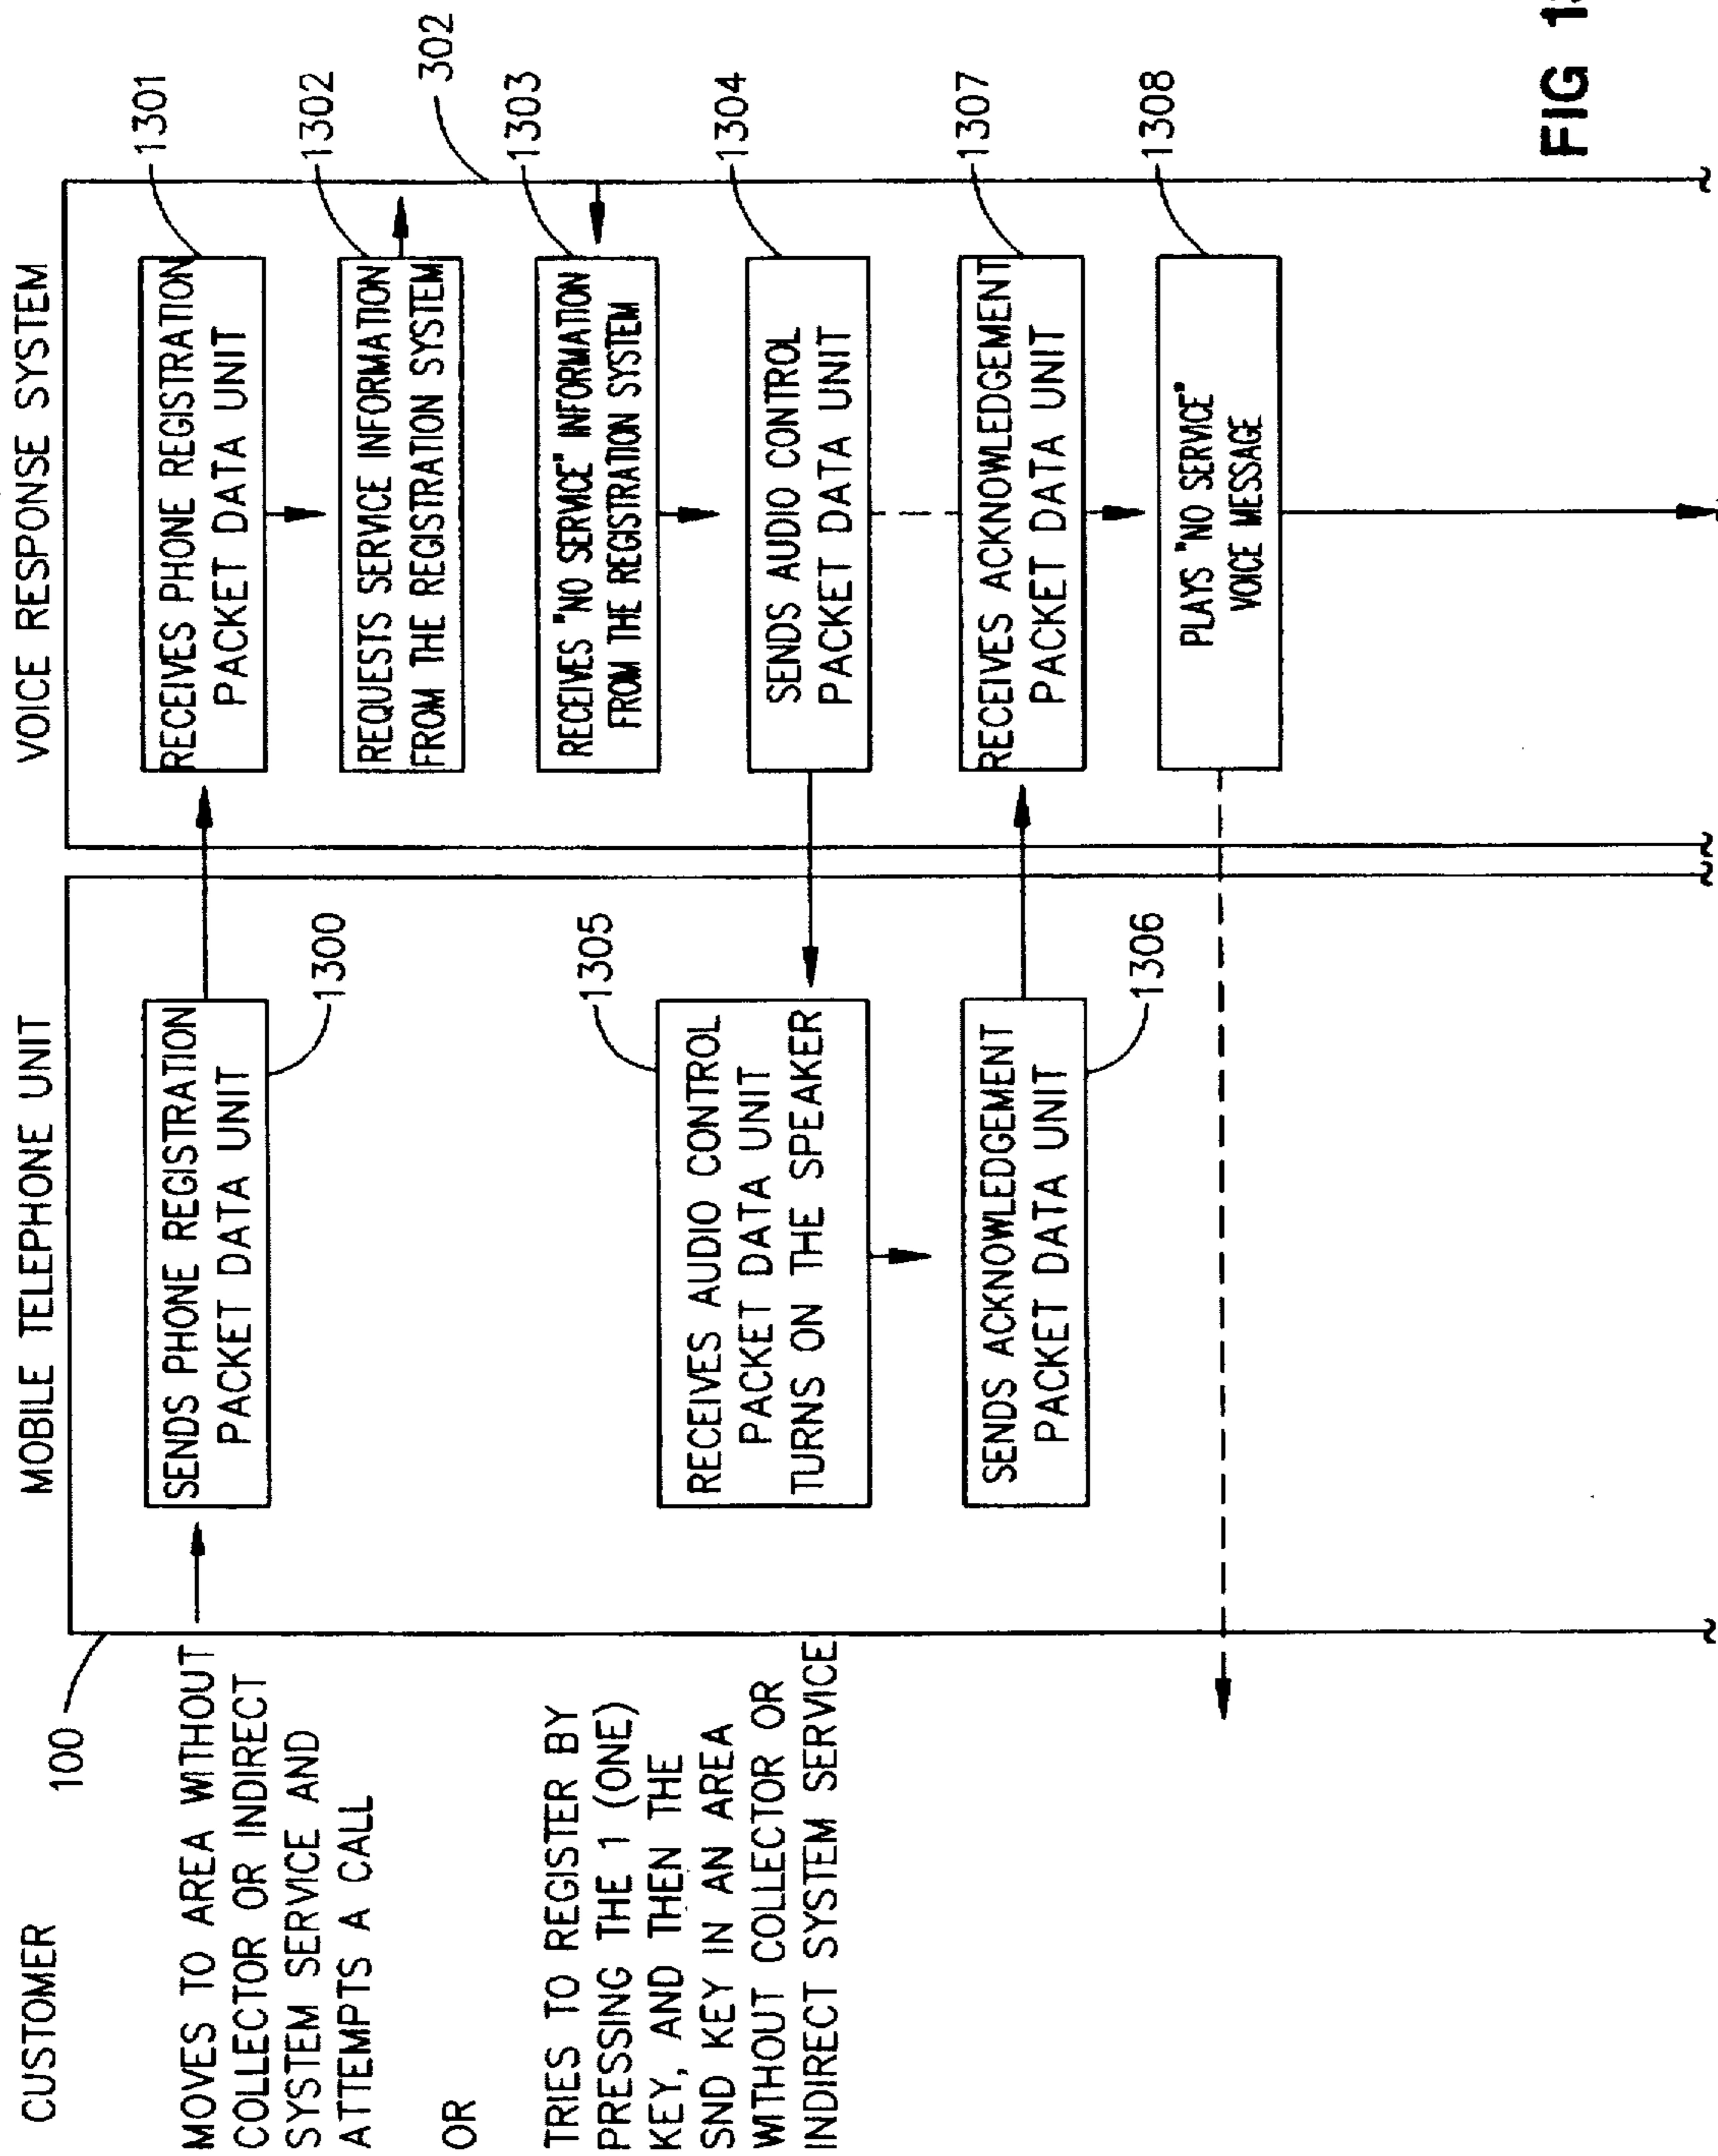 CUSTOMER
100
MOVES TO AREA WITHOUT
COLLECTOR OR INDIRECT
SYSTEM SERVICE AND
ATTEMPTS A CALL
OR
TRIES TO REGISTER BY
PRESSING THE 1 (ONE)
KEY, AND THEN THE
SND KEY IN AN AREA
WITHOUT COLLECTOR OR
INDIRECT SYSTEM SERVICE
MOBILE TELEPHONE UNIT
SENDS PHONE REGISTRATION
PACKET DATA UNIT
1300
1305
RECEIVES AUDIO CONTROL
PACKET DATA UNIT
TURNS ON THE SPEAKER
SENDS ACKNOWLEDGEMENT
PACKET DATA UNIT
1306
VOICE RESPONSE SYSTEM
1301
RECEIVES PHONE REGISTRATION
PACKET DATA UNIT
1302
REQUESTS SERVICE INFORMATION
FROM THE REGISTRATION SYSTEM
302
1303
RECEIVES "NO SERVICE" INFORMATION
FROM THE REGISTRATION SYSTEM
1304
SENDS AUDIO CONTROL
PACKET DATA UNIT
1307
RECEIVES ACKNOWLEDGEMENT
PACKET DATA UNIT
1308
PLAYS "NO SERVICE"
VOICE MESSAGE
FIG